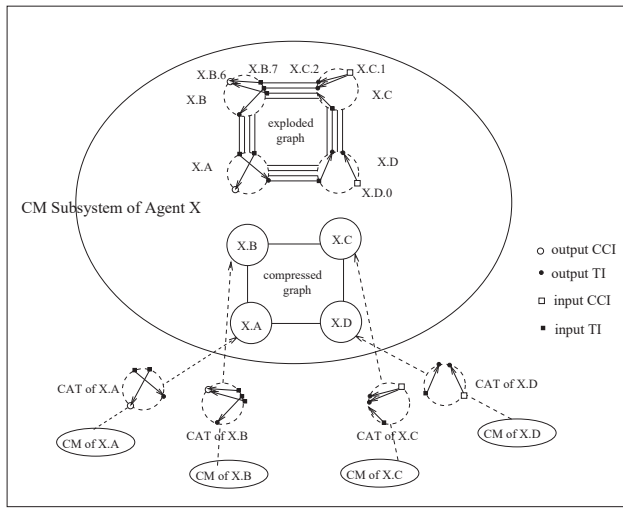 X.B.7 X.C.2
X.B.6 X.C.1
X.B X.C
exploded
graph
X.A X.D
X.D.0
CM Subsystem of Agent X
X.B X.C
compressed
graph
X.A X.D
output CCI
output TI
input CCI
input TI
CAT of X.A CAT of X.D
CAT of X.B CAT of X.C
CM of X.A CM of X.D
CM of X.B CM of X.C